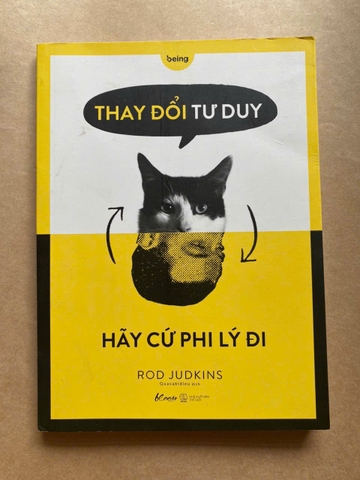 being
THAY ĐỔI TƯ DUY
HÃY CỨ PHI LÝ ĐI
ROD JUDKINS